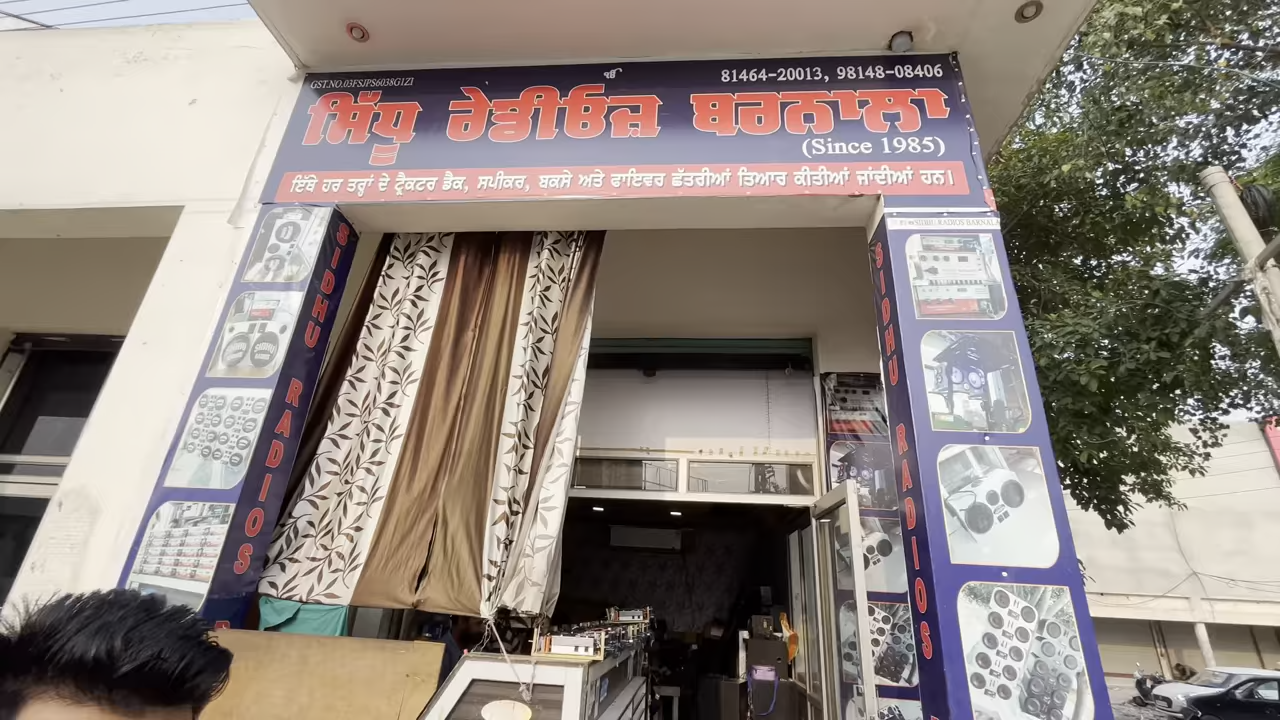 ੴ
GST.NO.03FSJPS6038G1ZI
81464-20013, 98148-08406
ਸਿੱਧੂ ਰੇਡੀਓਜ਼ ਬਰਨਾਲਾ
(Since 1985)
ਇੱਥੇ ਹਰ ਤਰ੍ਹਾਂ ਦੇ ਟ੍ਰੈਕਟਰ ਡੈਕ, ਸਪੀਕਰ, ਬਕਸੇ ਅਤੇ ਫਾਇਵਰ ਛੱਤਰੀਆਂ ਤਿਆਰ ਕੀਤੀਆਂ ਜਾਂਦੀਆਂ ਹਨ।
SIDHU RADIOS
SIDHU RADIOS BARNALA
SIDHU RADIOS